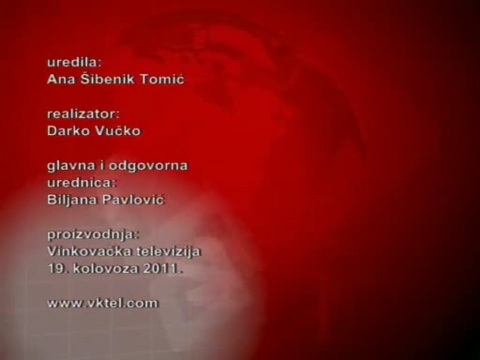 uredila:
Ana Šibenik Tomić
realizator:
Darko Vučko
glavna i odgovorna
urednica:
Biljana Pavlović
proizvodnja:
Vinkovačka televizija
19. kolovoza 2011.
www.vktel.com